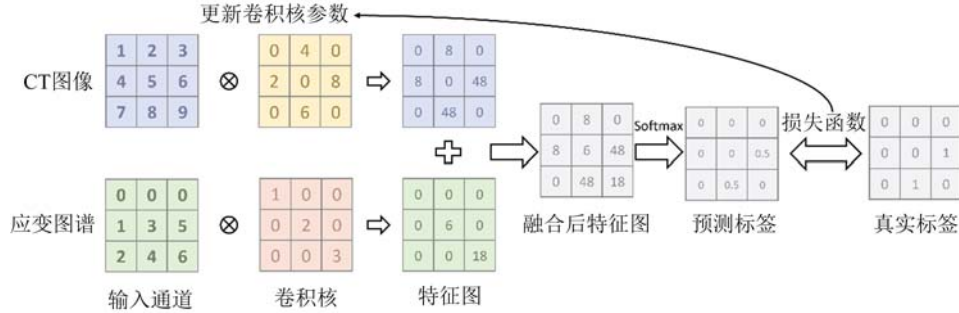 更新卷积核参数
CT图像
1 2 3
4 5 6
7 8 9
⊗
0 4 0
2 0 8
0 6 0
0 8 0
8 0 48
0 48 0
应变图谱
0 0 0
1 3 5
2 4 6
⊗
1 0 0
0 2 0
0 0 3
0 0 0
0 6 0
0 0 18
0 8 0
8 6 48
0 48 18
Softmax
0 0 0
0 0 0.5
0 0.5 0
损失函数
0 0 0
0 0 1
0 1 0
融合后特征图
预测标签
真实标签
输入通道
卷积核
特征图